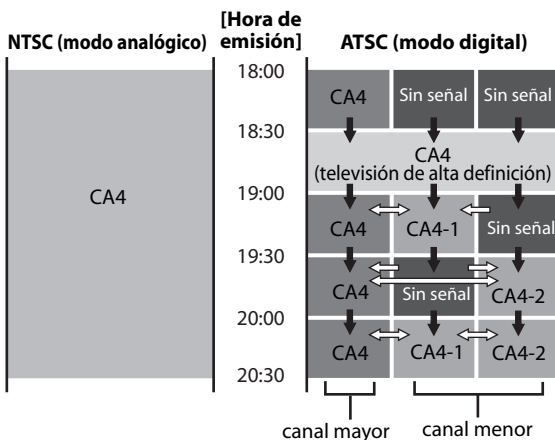 [Hora de
emisión]
NTSC (modo analógico)
ATSC (modo digital)
18:00
CA4
Sin señal
Sin señal
18:30
CA4
(televisión de alta definición)
19:00
CA4
CA4
CA4-1
Sin señal
19:30
CA4
Sin señal
CA4-2
20:00
CA4
CA4-1
CA4-2
20:30
canal mayor
canal menor